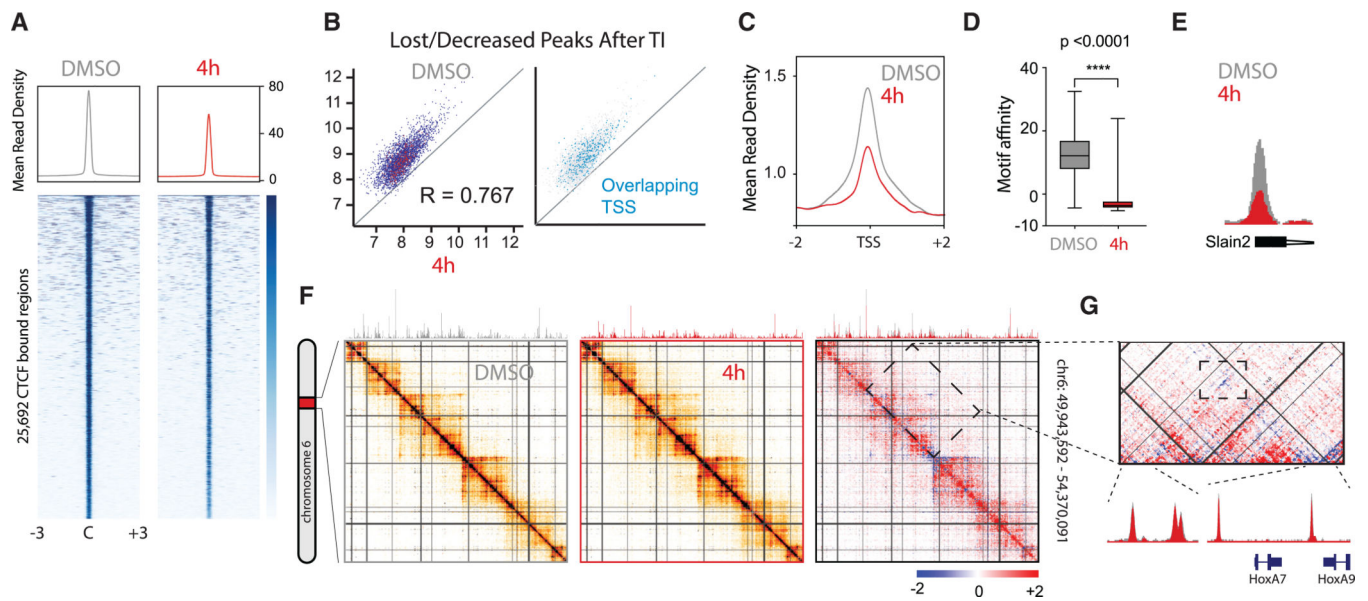 A
DMSO
4h
Mean Read Density
80
40
0
25,692 CTCF bound regions
-3 C +3
B
Lost/Decreased Peaks After TI
DMSO
12
11
10
9
8
7
R = 0.767
7 8 9 10 11 12
4h
Overlapping
TSS
C
Mean Read Density
1.5
1.0
DMSO
4h
-2 TSS +2
D
p <0.0001
****
Motif affinity
40
20
0
-10
DMSO 4h
E
DMSO
4h
Slain2
F
chromosome 6
DMSO
4h
-2 0 +2
chr6: 49,943,692 - 54,370,091
G
HoxA7 HoxA9